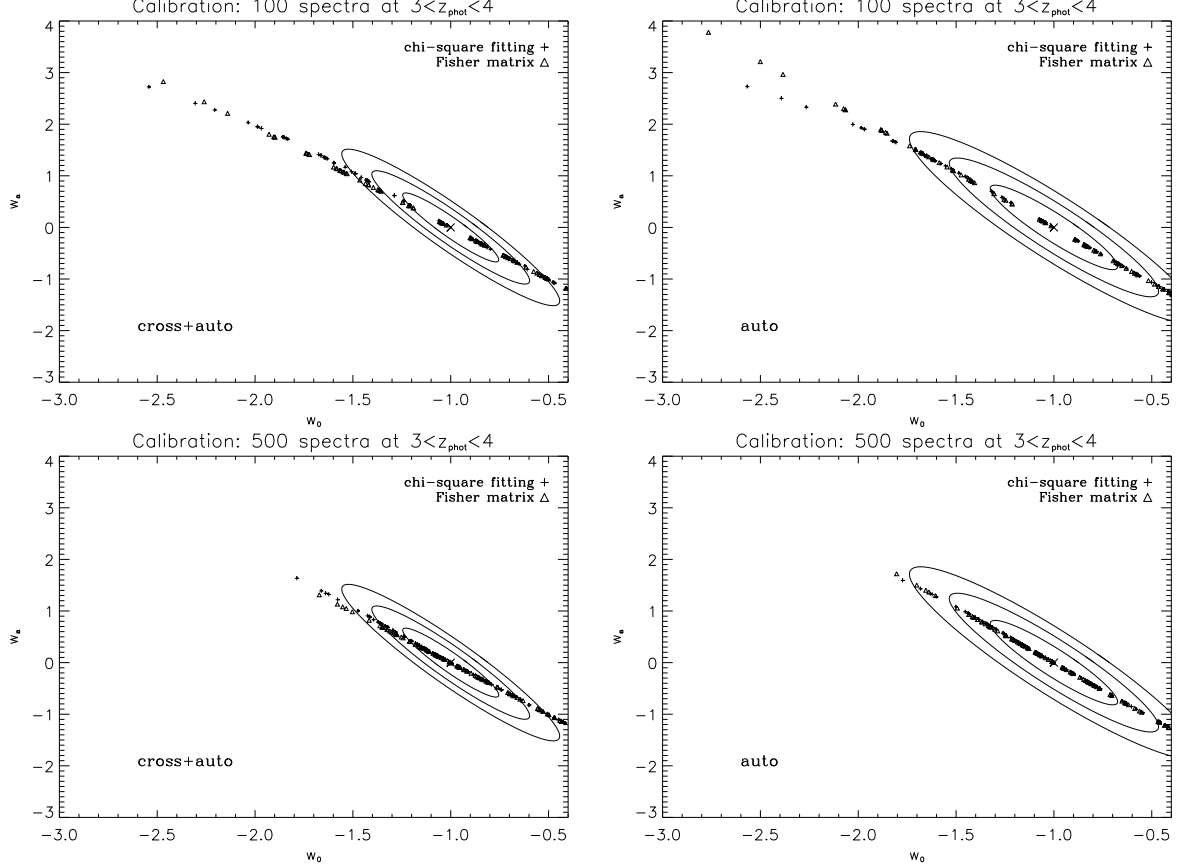 Calibration: 100 spectra at 3<z_phot<4
chi-square fitting +
Fisher matrix △
cross+auto
4
3
2
1
0
-1
-2
-3
w_a
-3.0 -2.5 -2.0 -1.5 -1.0 -0.5
w_0
Calibration: 100 spectra at 3<z_phot<4
chi-square fitting +
Fisher matrix △
auto
4
3
2
1
0
-1
-2
-3
w_a
-3.0 -2.5 -2.0 -1.5 -1.0 -0.5
w_0
Calibration: 500 spectra at 3<z_phot<4
chi-square fitting +
Fisher matrix △
cross+auto
4
3
2
1
0
-1
-2
-3
w_a
-3.0 -2.5 -2.0 -1.5 -1.0 -0.5
w_0
Calibration: 500 spectra at 3<z_phot<4
chi-square fitting +
Fisher matrix △
auto
4
3
2
1
0
-1
-2
-3
w_a
-3.0 -2.5 -2.0 -1.5 -1.0 -0.5
w_0